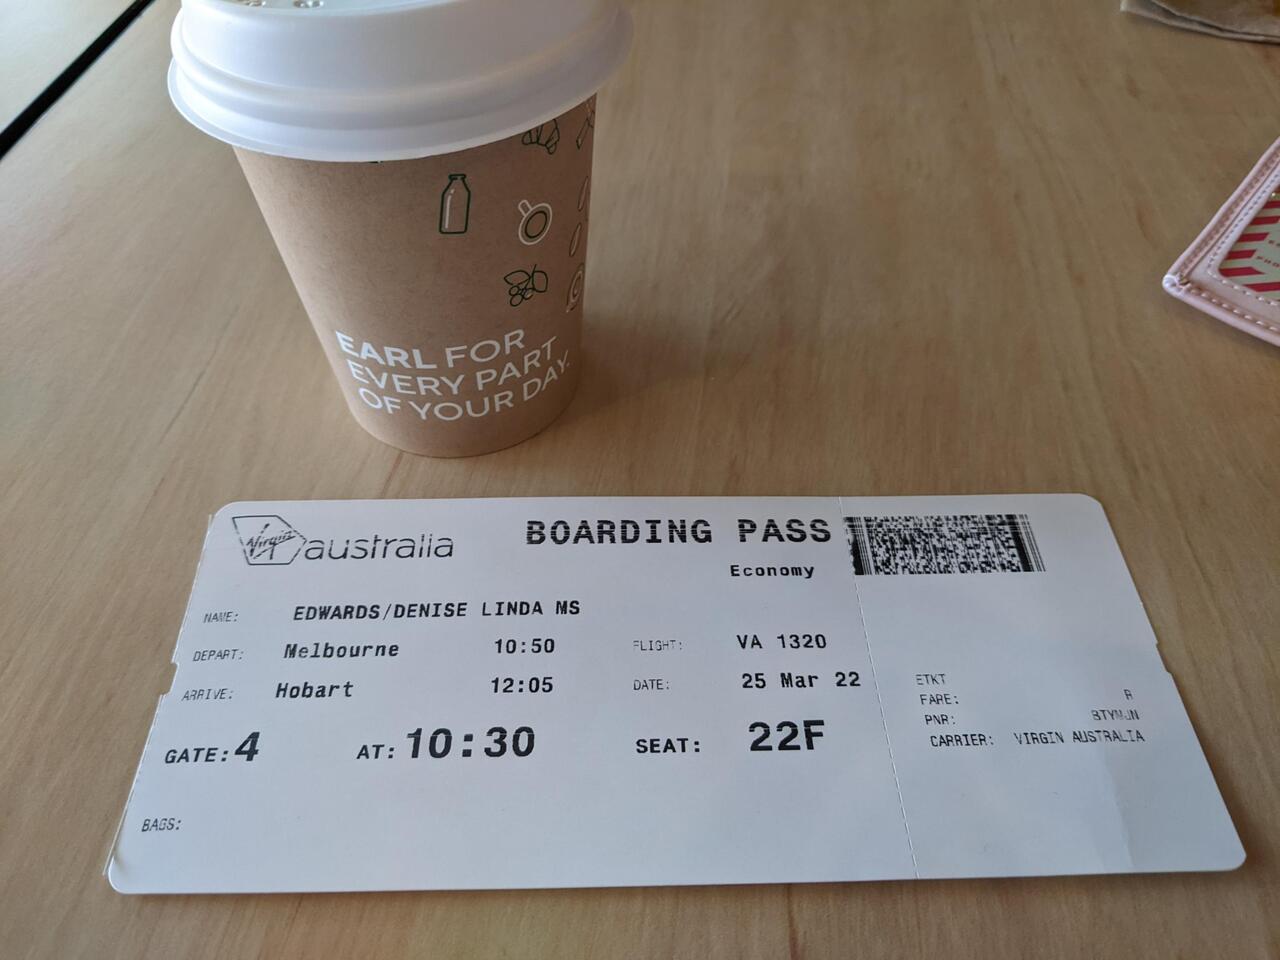 EARL FOR
EVERY PART
OF YOUR DAY.
Virgin australia
BOARDING PASS
Economy
NAME: EDWARDS/DENISE LINDA MS
DEPART: Melbourne 10:50 FLIGHT: VA 1320
ARRIVE: Hobart 12:05 DATE: 25 Mar 22
GATE: 4 AT: 10:30 SEAT: 22F
BAGS:
ETKT
FARE: R
PNR:
CARRIER: VIRGIN AUSTRALIA